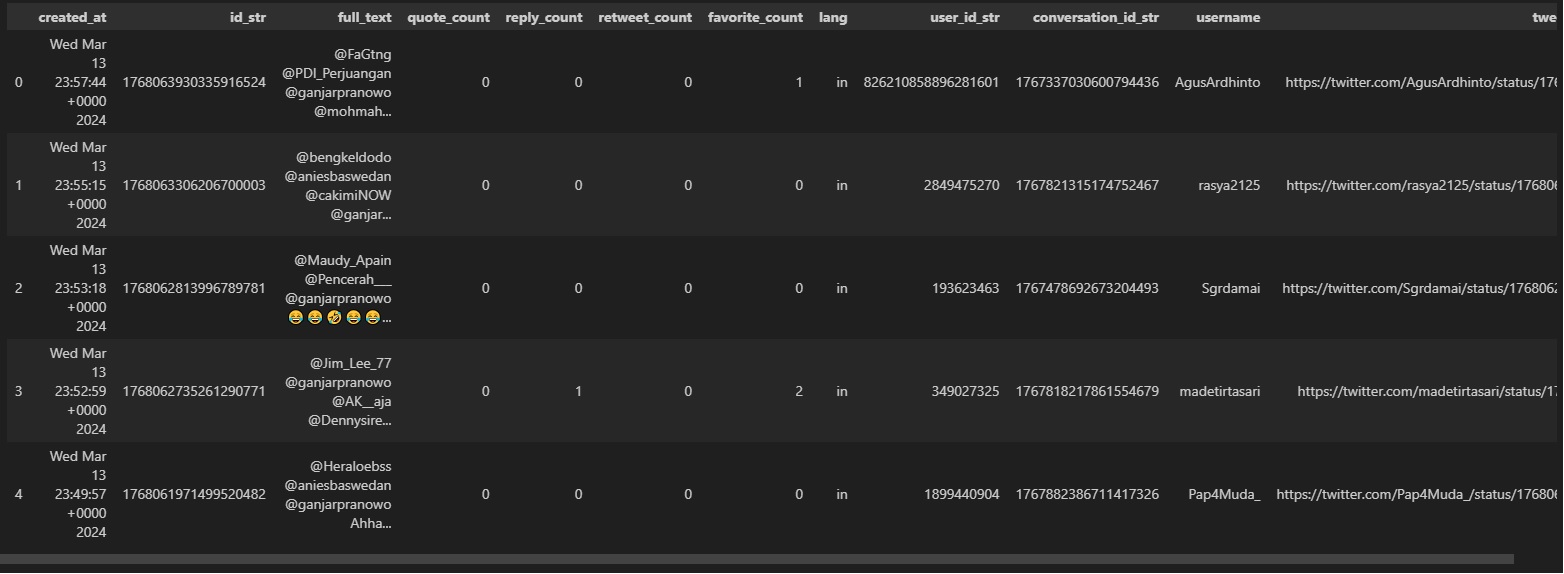 created_at id_str full_text quote_count reply_count retweet_count favorite_count lang user_id_str conversation_id_str username twe
0 Wed Mar 13 23:57:44 +0000 2024 1768063930335916524 @FaGtng @PDI_Perjuangan @ganjarpranowo @mohmah... 0 0 0 1 in 826210858896281601 1767337030600794436 AgusArdhinto https://twitter.com/AgusArdhinto/status/176
1 Wed Mar 13 23:55:15 +0000 2024 1768063306206700003 @bengkeldodo @aniesbaswedan @cakimiNOW @ganjar... 0 0 0 0 in 2849475270 1767821315174752467 rasya2125 https://twitter.com/rasya2125/status/176806
2 Wed Mar 13 23:53:18 +0000 2024 1768062813996789781 @Maudy_Apain @Pencerah___ @ganjarpranowo 😂😂🤣😂😂... 0 0 0 0 in 193623463 1767478692673204493 Sgrdamai https://twitter.com/Sgrdamai/status/1768062
3 Wed Mar 13 23:52:59 +0000 2024 1768062735261290771 @Jim_Lee_77 @ganjarpranowo @AK__aja @Dennysire... 0 1 0 2 in 349027325 1767818217861554679 madetirtasari https://twitter.com/madetirtasari/status/17
4 Wed Mar 13 23:49:57 +0000 2024 1768061971499520482 @Heraloebss @aniesbaswedan @ganjarpranowo Ahha... 0 0 0 0 in 1899440904 1767882386711417326 Pap4Muda_ https://twitter.com/Pap4Muda_/status/176806